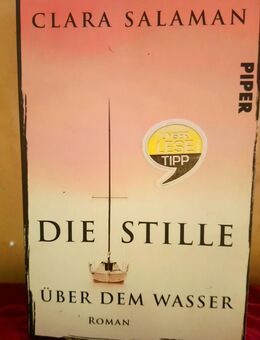 CLARA SALAMAN
PIPER
LESE
TIPP
DIE STILLE
ÜBER DEM WASSER
ROMAN